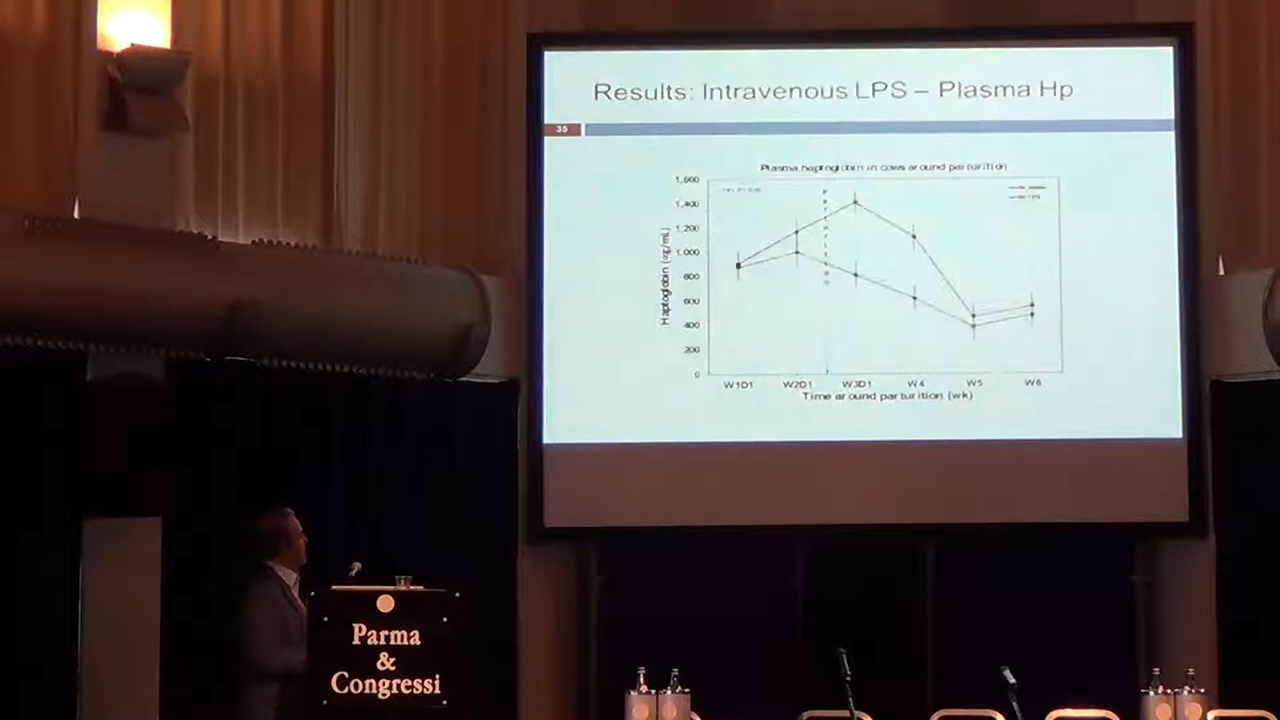 Results: Intravenous LPS – Plasma Hp
35
Plasma haptoglobin in cows around parturition
1,600
1,400
1,200
1,000
800
600
400
200
0
Haptoglobin (αg/mL)
Parturition
W1D1 W2D1 W3D1 W4 W5 W6
Time around parturition (wk)
Parma
&
Congressi